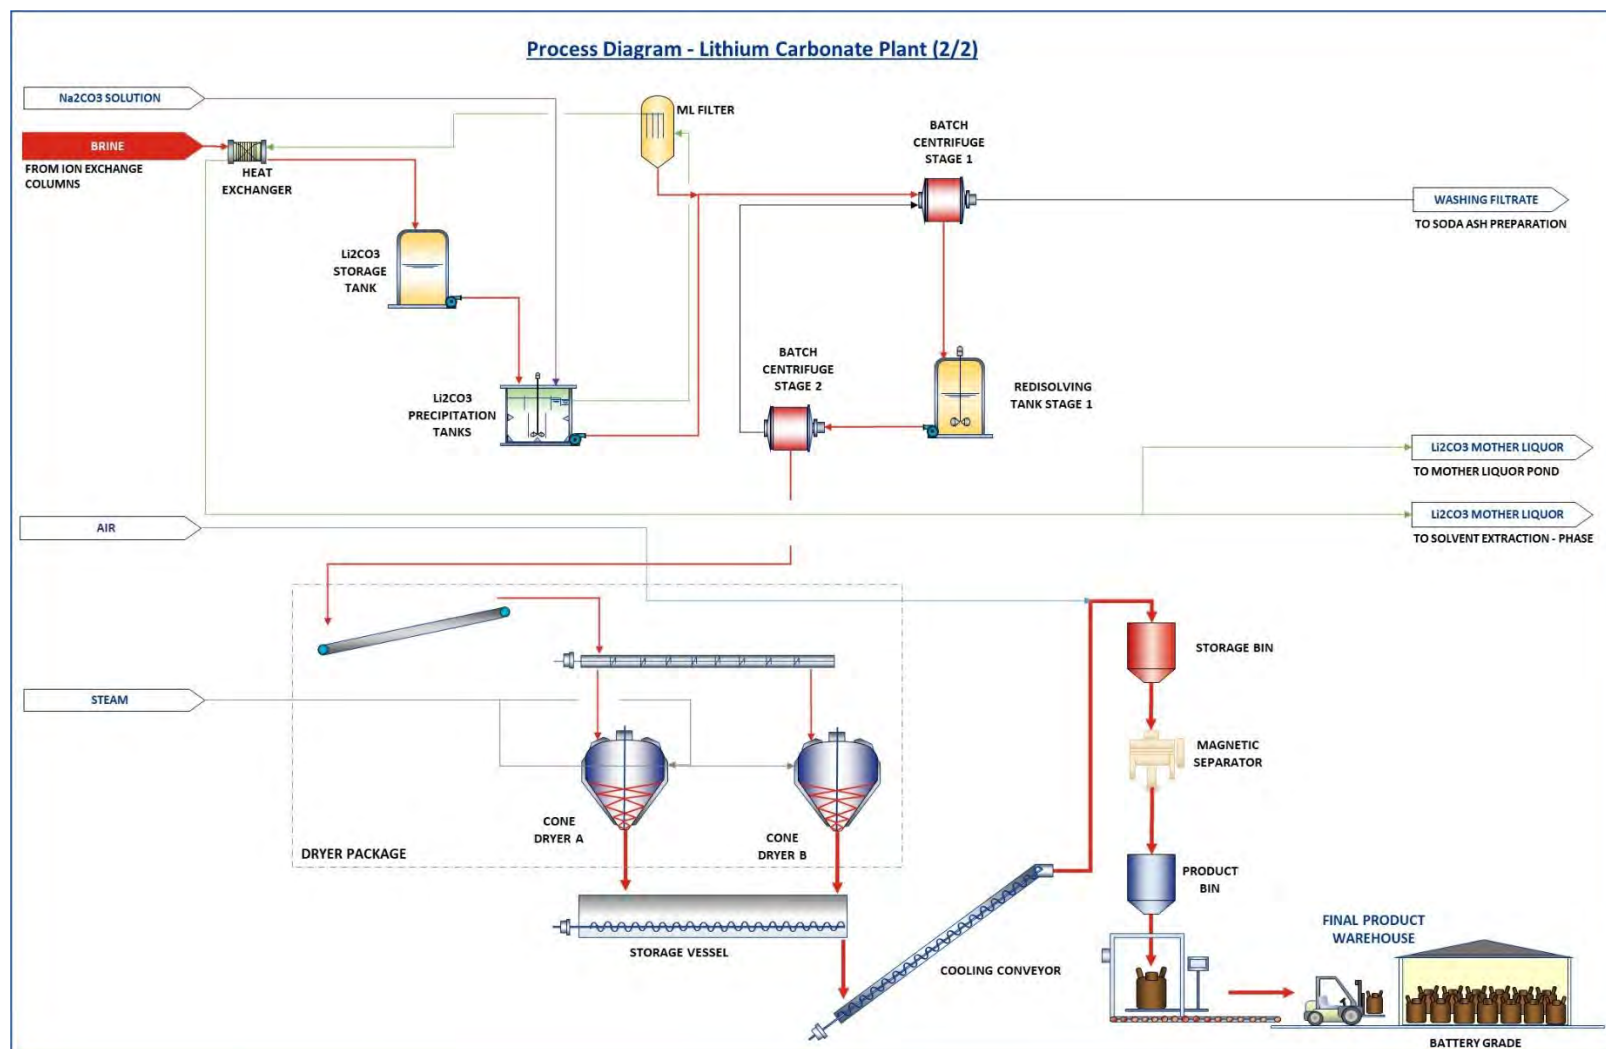 Process Diagram - Lithium Carbonate Plant (2/2)
Na2CO3 SOLUTION
ML FILTER
BATCH
CENTRIFUGE
STAGE 1
BRINE
FROM ION EXCHANGE
COLUMNS
HEAT
EXCHANGER
WASHING FILTRATE
TO SODA ASH PREPARATION
Li2CO3
STORAGE
TANK
BATCH
CENTRIFUGE
STAGE 2
REDISOLVING
TANK STAGE 1
Li2CO3
PRECIPITATION
TANKS
Li2CO3 MOTHER LIQUOR
TO MOTHER LIQUOR POND
Li2CO3 MOTHER LIQUOR
TO SOLVENT EXTRACTION - PHASE
AIR
STORAGE BIN
STEAM
MAGNETIC
SEPARATOR
CONE
DRYER A
CONE
DRYER B
DRYER PACKAGE
PRODUCT
BIN
STORAGE VESSEL
COOLING CONVEYOR
FINAL PRODUCT
WAREHOUSE
BATTERY GRADE